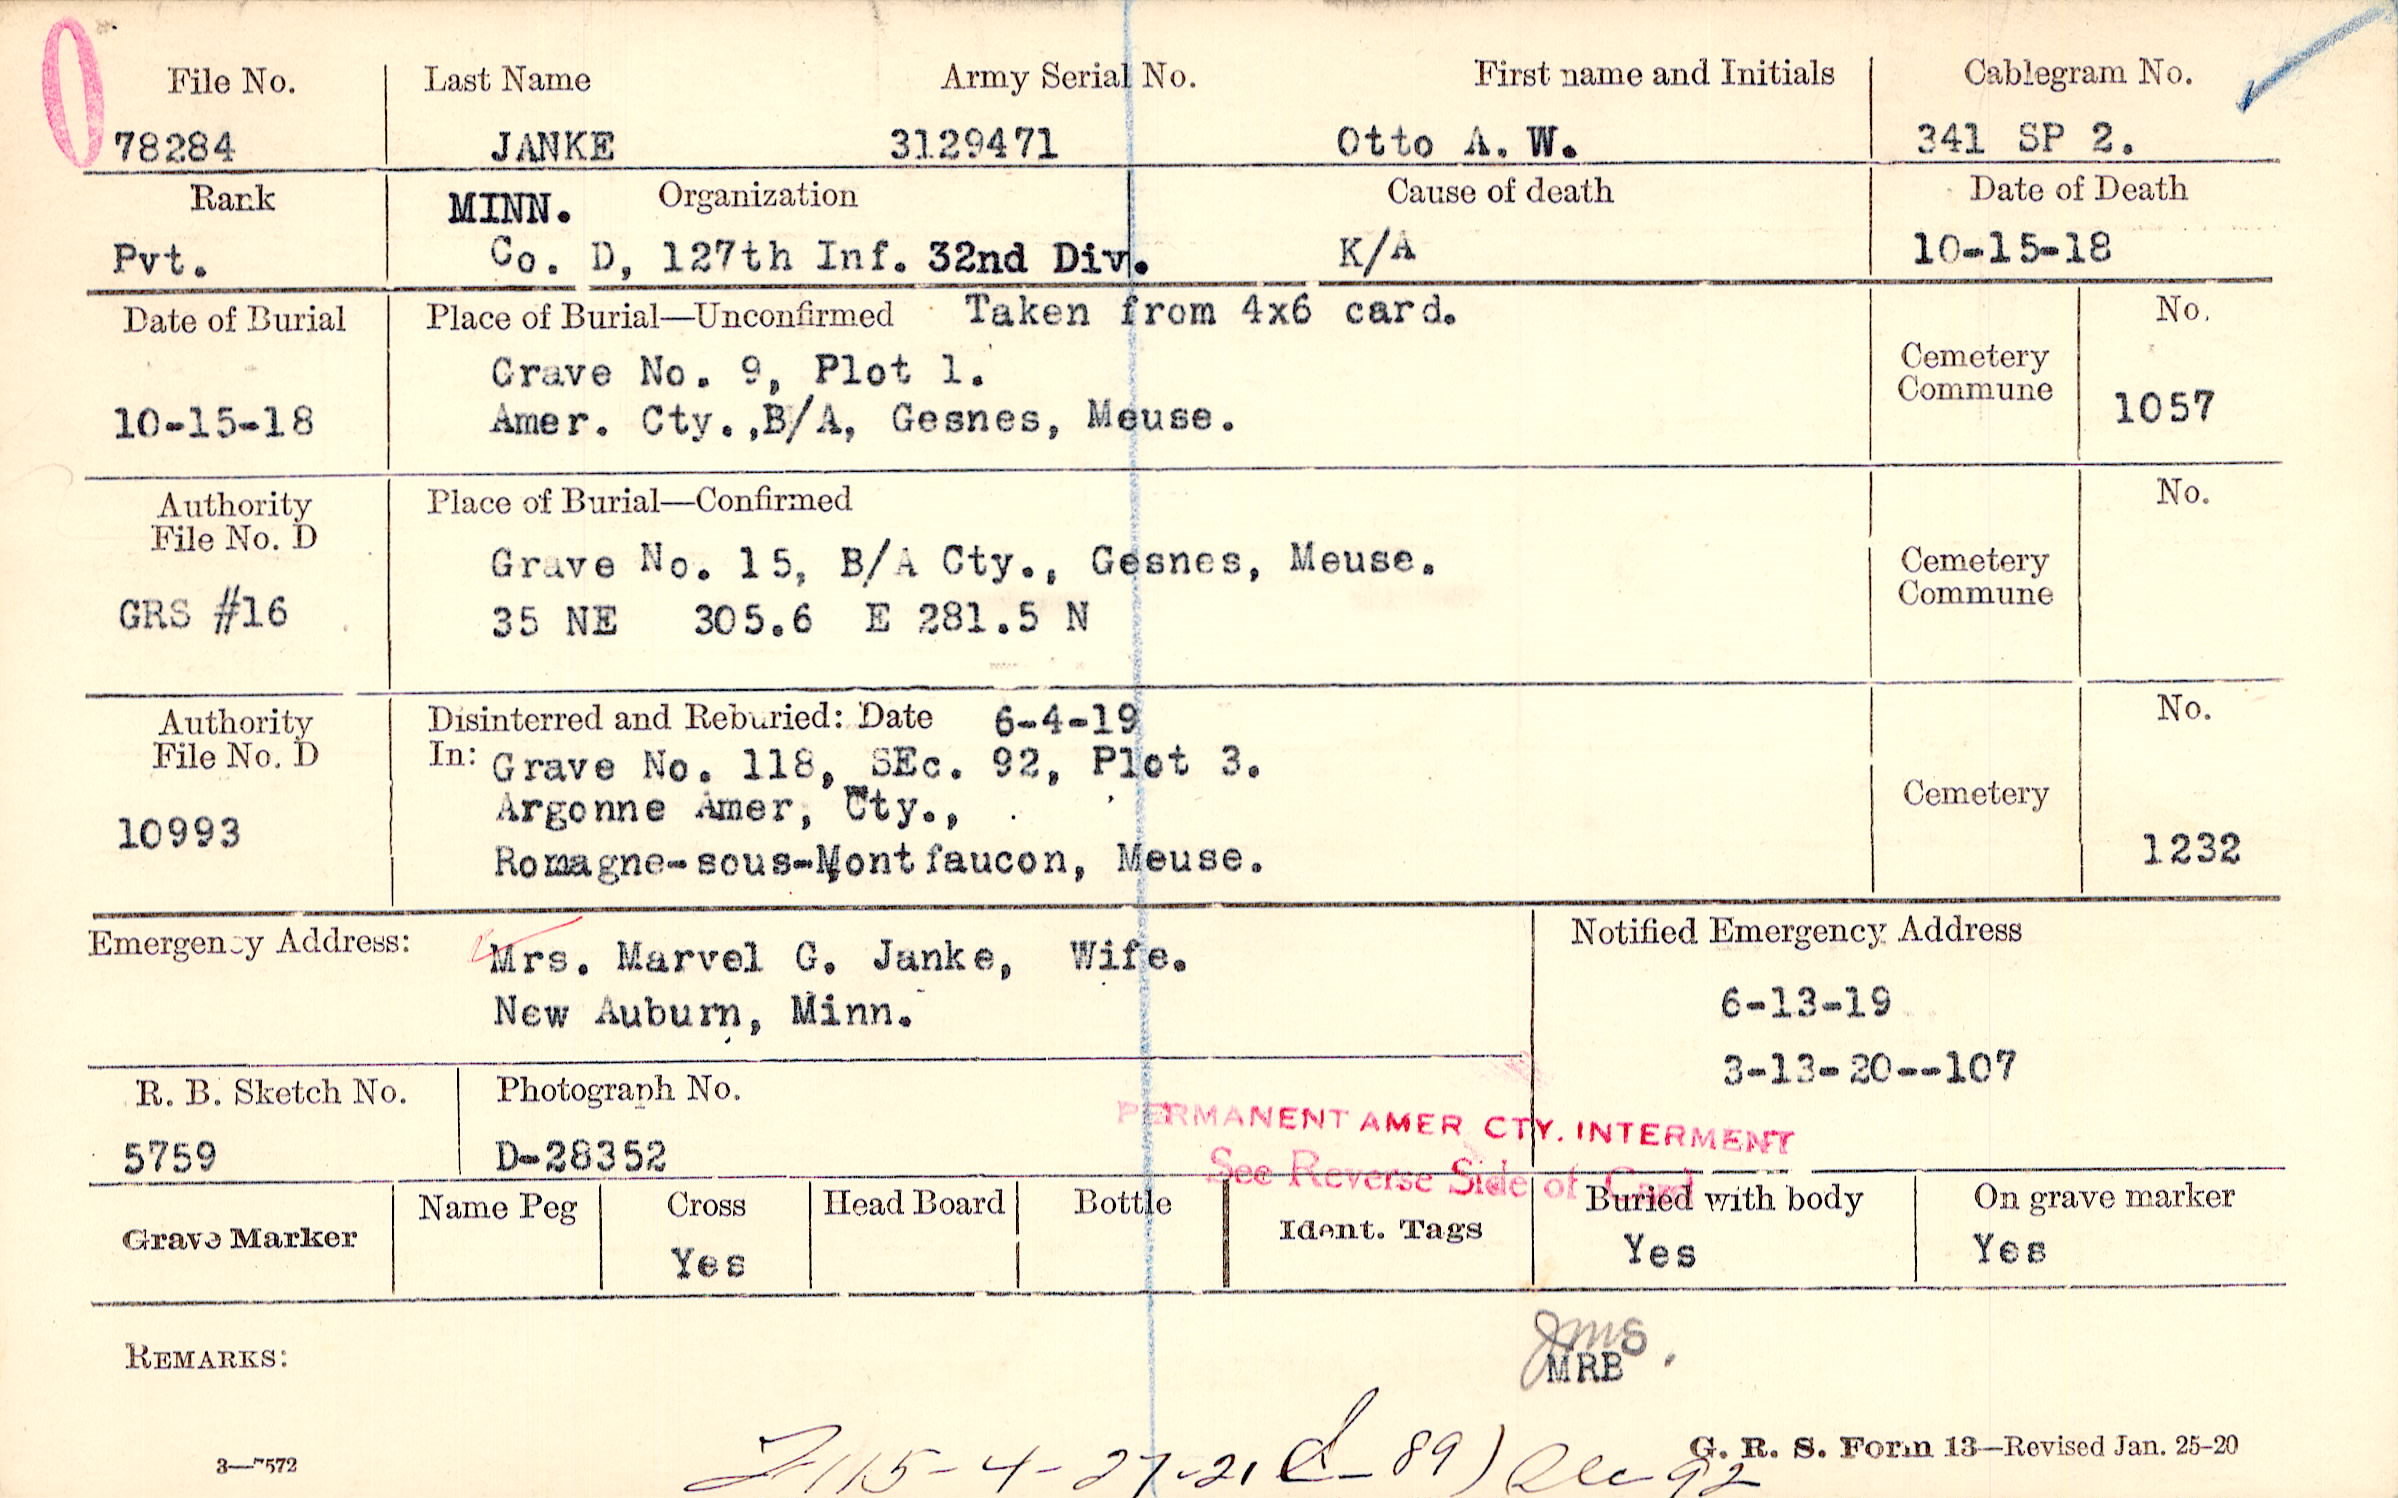 File No. Last Name Army Serial No. First name and Initials Cablegram No.
78284 JANKE 3129471 Otto A. W. 341 SP 2.
Rank MINN. Organization Cause of death Date of Death
Pvt. Co. D, 127th Inf. 32nd Div. K/A 10-15-18
Date of Burial Place of Burial—Unconfirmed Taken from 4x6 card. No.
Grave No. 9, Plot 1. Cemetery
Commune
10-15-18 Amer. Cty.,B/A, Gesnes, Meuse. 1057
Authority Place of Burial—Confirmed No.
File No. D
Grave No. 15, B/A Cty., Gesnes, Meuse. Cemetery
Commune
GRS #16 35 NE 305.6 E 281.5 N
Authority Disinterred and Reburied: Date 6-4-19 No.
File No. D In: Grave No. 118, SEc. 92, Plot 3.
Argonne Amer, Cty., Cemetery
10993 Romagne-sous-Montfaucon, Meuse. 1232
Emergency Address: Mrs. Marvel G. Janke, Wife. Notified Emergency Address
New Auburn, Minn. 6-13-19
3-13-20--107
R. B. Sketch No. Photograph No.
PERMANENT AMER CTY. INTERMENT
5759 D-28352
See Reverse Side of Card
Grave Marker Name Peg Cross Head Board Bottle Ident. Tags Buried with body On grave marker
Yes Yes Yes
REMARKS: JMS.
MRB
3—7572 G. R. S. Form 13—Revised Jan. 25-20
115-4-27-21 89) 92